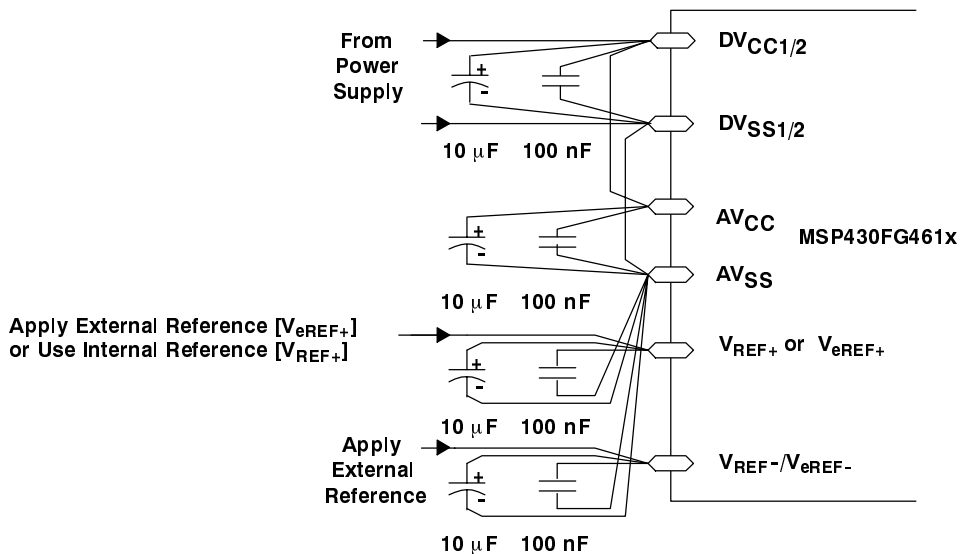 From
Power
Supply
DVCC1/2
+
-
DVSS1/2
10 μF 100 nF
AVCC
MSP430FG461x
+
-
AVSS
10 μF 100 nF
Apply External Reference [VeREF+]
or Use Internal Reference [VREF+]
VREF+ or VeREF+
+
-
10 μF 100 nF
Apply
External
Reference
VREF-/VeREF-
+
-
10 μF 100 nF